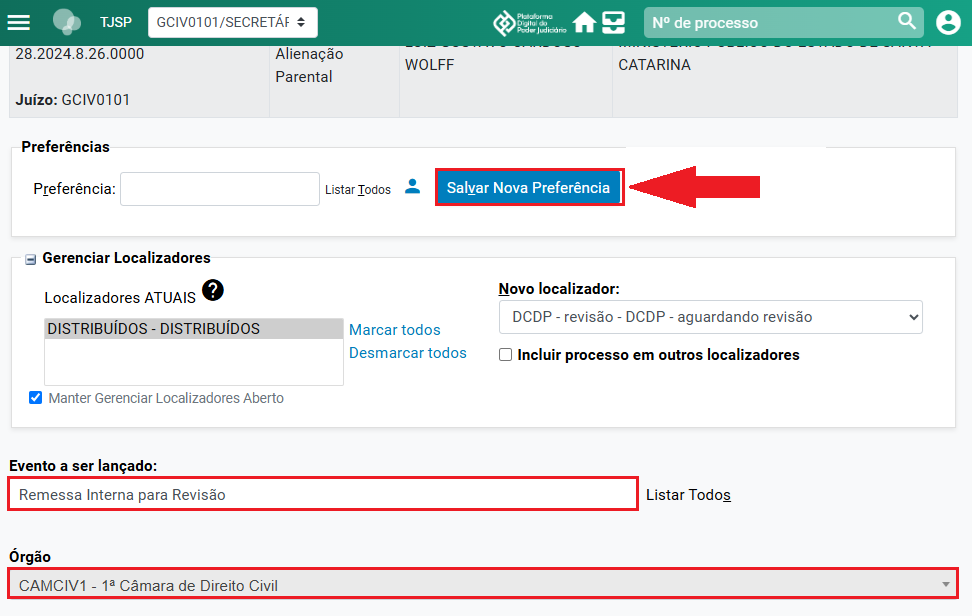 TJSP
GCIV0101/SECRETÁR
Plataforma
Digital do
Poder Judiciário
Nº de processo
28.2024.8.26.0000
Alienação
Parental
WOLFF
CATARINA
Juízo: GCIV0101
Preferências
Preferência:
Listar Todos
Salvar Nova Preferência
Gerenciar Localizadores
Localizadores ATUAIS ?
DISTRIBUÍDOS - DISTRIBUÍDOS
Marcar todos
Desmarcar todos
Manter Gerenciar Localizadores Aberto
Novo localizador:
DCDP - revisão - DCDP - aguardando revisão
Incluir processo em outros localizadores
Evento a ser lançado:
Remessa Interna para Revisão
Listar Todos
Órgão
CAMCIV1 - 1ª Câmara de Direito Civil